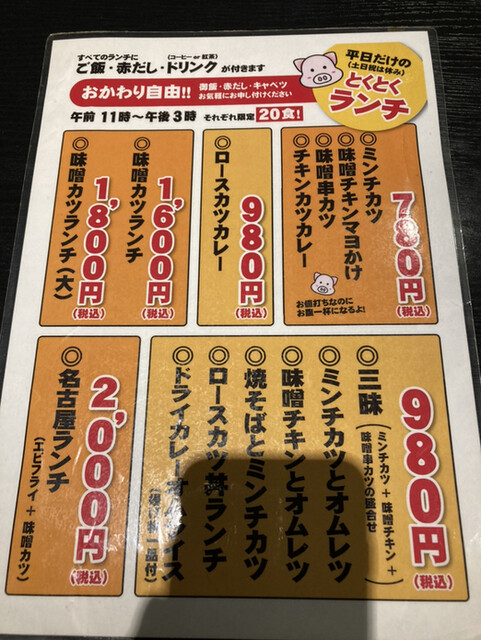 すべてのランチに
(コーヒー or 紅茶)
ご飯・赤だし・ドリンクが付きます
おかわり自由!!
御飯・赤だし・キャベツ
お気軽にお申し付けください
午前11時〜午後3時 それぞれ限定20食!
平日だけの
(土日祝は休み)
とくとく
ランチ
◎ミンチカツ
◎味噌チキンマヨかけ
◎味噌串カツ
◎チキンカツカレー
780円
(税込)
お値打ちなのに
お腹一杯になるよ!
◎ロースカツカレー
980円
(税込)
◎味噌カツランチ
1,600円
(税込)
◎味噌カツランチ(大)
1,800円
(税込)
◎三昧
(ミンチカツ+味噌チキン+
味噌串カツの盛合せ
◎ミンチカツとオムレツ
◎味噌チキンとオムレツ
◎焼そばとミンチカツ
◎ロースカツ丼ランチ
◎ドライカレーオムライス
一品付)
980円
(税込)
◎名古屋ランチ
(エビフライ+味噌カツ)
2,000円
(税込)